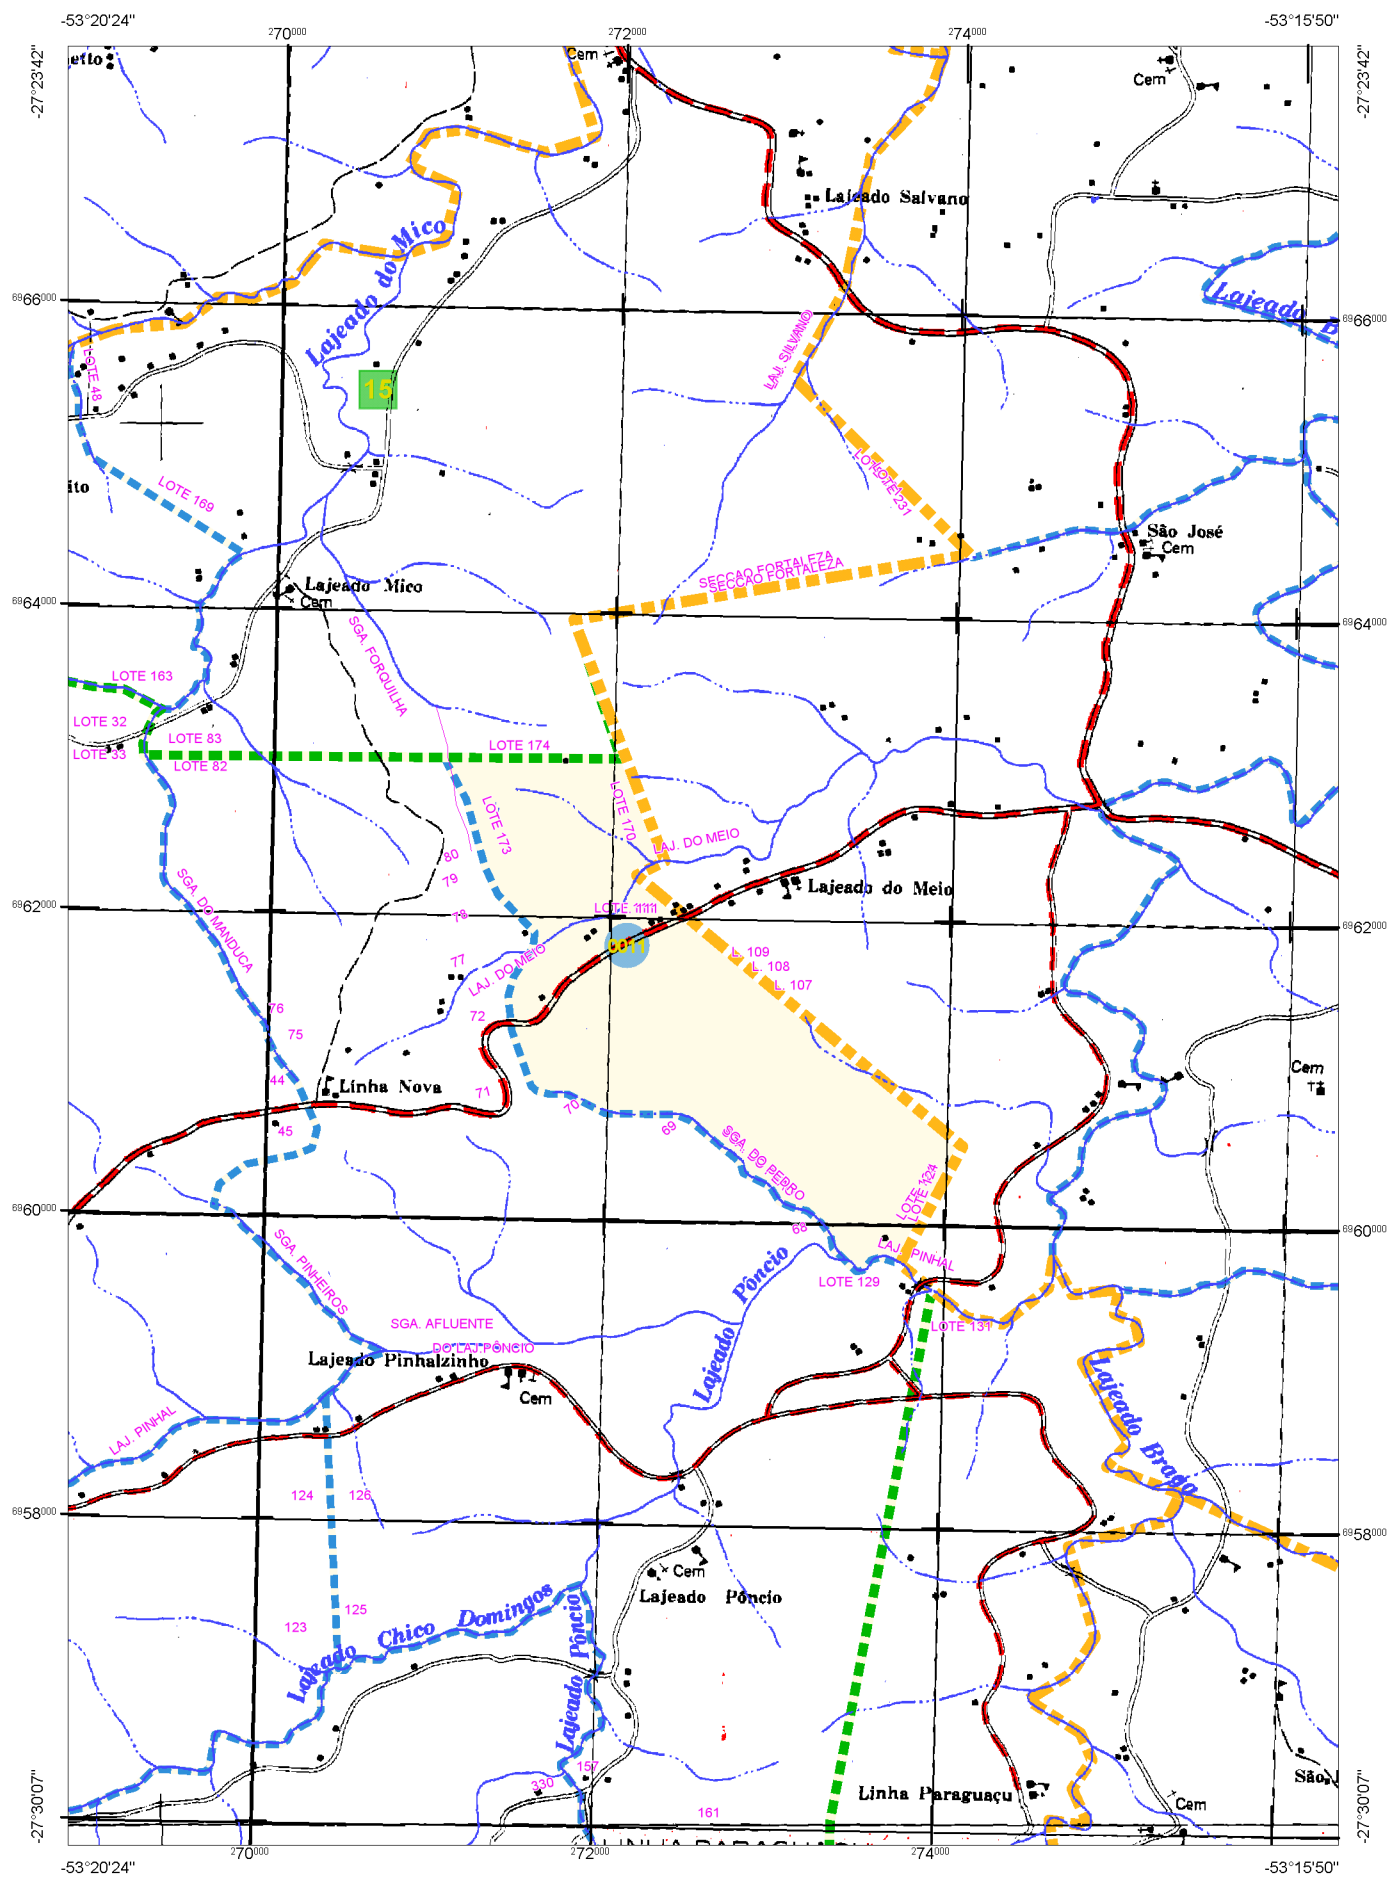 -53°20'24"
-53°15'50"
270000
272000
274000
-27°23'42"
-27°23'42"
Cem
Cem
Lajeado Salvano
Lajeado do Mico
Lajeado
6966000
6966000
LAJ. SILVANO
LOTE 48
15
LOTE 169
LOTE 231
São José
Cem
SECCAO FORTALEZA
SECCAO FORTALEZA
Lajeado Mico
Cem
6964000
6964000
SGA. FORQUILHA
LOTE 163
LOTE 32
LOTE 83
LOTE 33
LOTE 82
LOTE 174
LOTE 170
LOTE 173
LAJ. DO MEIO
80
79
78
77
Lajeado do Meio
6962000
6962000
SGA. DO MANDUCA
0011
LAJ. DO MEIO
L. 109
L. 108
L. 107
76
75
72
44
45
Linha Nova
71
70
69
Cem
SGA. DO PEDRO
LOTE 124
68
6960000
6960000
LAJ. PINHAL
LOTE 129
LOTE 131
SGA. PINHEIROS
Lajeado Pôncio
SGA. AFLUENTE
DO LAJ.PÔNCIO
Lajeado Pinhalzinho
Cem
Lajeado Brago
LAJ. PINHAL
124
126
6958000
6958000
Cem
Lajeado Pôncio
125
123
Lajeado Chico Domingos
Lajeado Pôncio
157
330
161
Linha Paraguaçu
Cem
São
-27°30'07"
-27°30'07"
270000
272000
274000
-53°20'24"
-53°15'50"